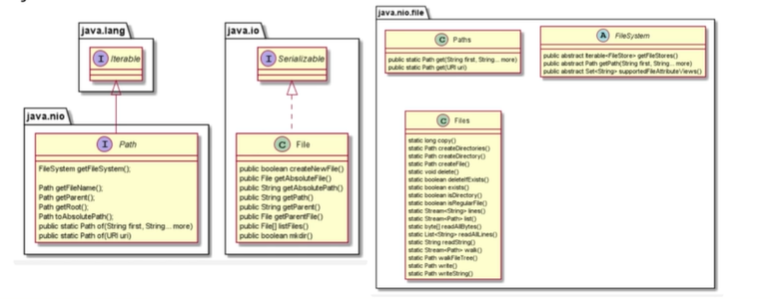 java.lang
I Iterable
java.nio
I Path
FileSystem getFileSystem();
Path getFileName();
Path getParent();
Path getRoot();
Path toAbsolutePath();
public static Path of(String first, String... more)
public static Path of(URI uri)
java.io
I Serializable
C File
public boolean createNewFile()
public File getAbsoluteFile()
public String getAbsolutePath()
public String getPath()
public String getParent()
public File getParentFile()
public File[] listFiles()
public boolean mkdir()
java.nio.file
C Paths
public static Path get(String first, String... more)
public static Path get(URI uri)
A FileSystem
public abstract Iterable<FileStore> getFileStores()
public abstract Path getPath(String first, String... more)
public abstract Set<String> supportedFileAttributeViews()
C Files
static long copy()
static Path createDirectories()
static Path createDirectory()
static Path createFile()
static void delete()
static boolean deleteIfExists()
static boolean exists()
static boolean isDirectory()
static boolean isRegularFile()
static Stream<String> lines()
static Stream<Path> list()
static byte[] readAllBytes()
static List<String> readAllLines()
static String readString()
static Stream<Path> walk()
static Path walkFileTree()
static Path write()
static Path writeString()